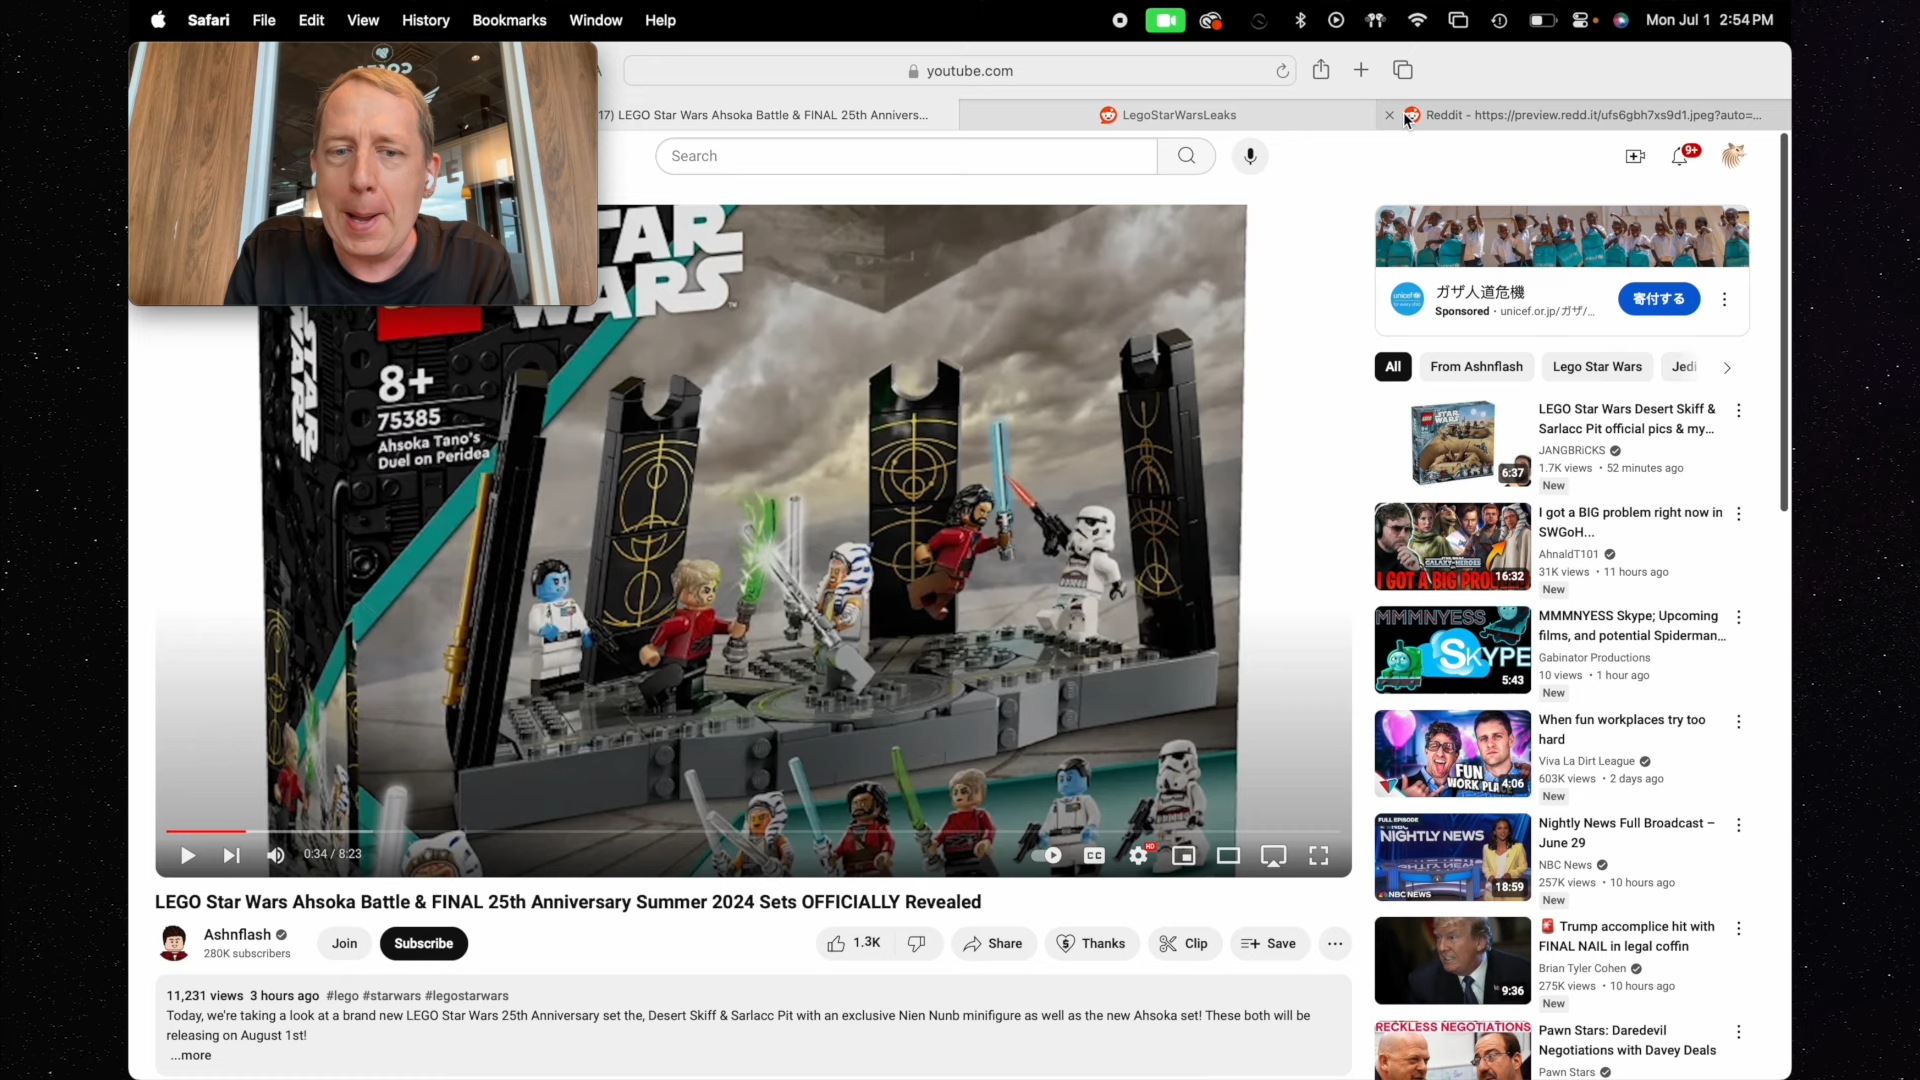 Safari File Edit View History Bookmarks Window Help
Mon Jul 1 2:54 PM
youtube.com
17) LEGO Star Wars Ahsoka Battle & FINAL 25th Annivers...
LegoStarWarsLeaks
Reddit - https://preview.redd.it/ufs6gbh7xs9d1.jpeg?auto=...
Search
9+
STAR
WARS
STAR WARS
8+
75385
Ahsoka Tano's
Duel on Peridea
0:34 / 8:23
CC
HD
LEGO Star Wars Ahsoka Battle & FINAL 25th Anniversary Summer 2024 Sets OFFICIALLY Revealed
Ashnflash
280K subscribers
Join
Subscribe
1.3K
Share
Thanks
Clip
Save
11,231 views 3 hours ago #lego #starwars #legostarwars
Today, we're taking a look at a brand new LEGO Star Wars 25th Anniversary set the, Desert Skiff & Sarlacc Pit with an exclusive Nien Nunb minifigure as well as the new Ahsoka set! These both will be
releasing on August 1st!
...more
unicef
ガザ人道危機
Sponsored · unicef.or.jp/ガザ/...
寄付する
All
From Ashnflash
Lego Star Wars
Jedi
LEGO Star Wars Desert Skiff &
Sarlacc Pit official pics & my...
JANGBRiCKS
1.7K views • 52 minutes ago
New
6:37
I got a BIG problem right now in
SWGoH...
AhnaldT101
31K views • 11 hours ago
New
I GOT A BIG PRO
16:32
MMMNYESS Skype; Upcoming
films, and potential Spiderman...
Gabinator Productions
10 views • 1 hour ago
New
MMMNYESS
SKYPE
5:43
When fun workplaces try too
hard
Viva La Dirt League
603K views • 2 days ago
New
FUN
WORK PLA
4:06
Nightly News Full Broadcast –
June 29
NBC News
257K views • 10 hours ago
New
FULL EPISODE
NIGHTLY NEWS
NBC NEWS
18:59
🚨 Trump accomplice hit with
FINAL NAIL in legal coffin
Brian Tyler Cohen
275K views • 10 hours ago
New
9:36
Pawn Stars: Daredevil
Negotiations with Davey Deals
Pawn Stars
RECKLESS NEGOTIATIONS